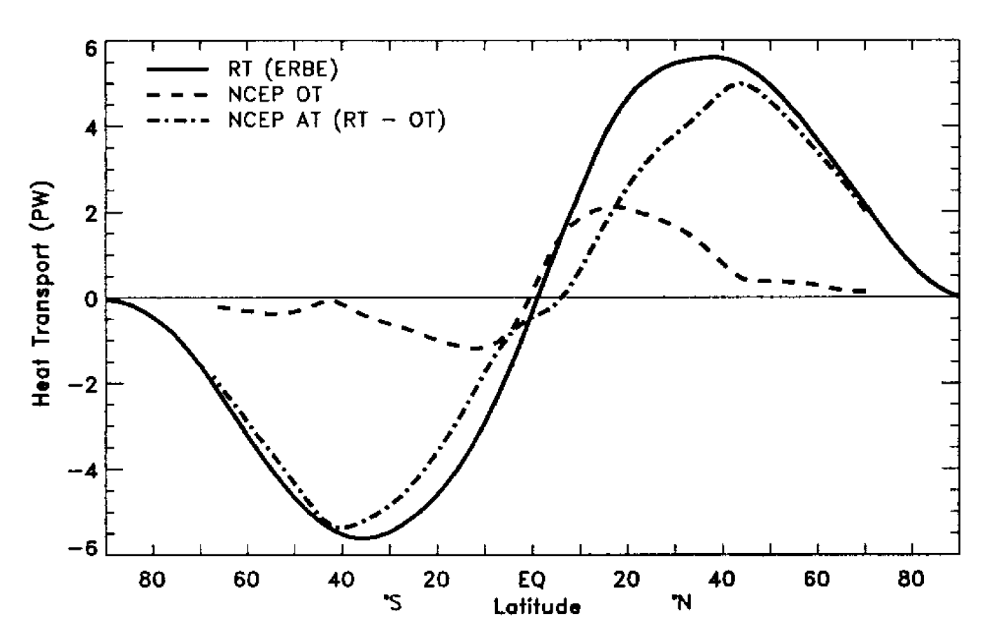 6
4
2
0
−2
−4
−6
Heat Transport (PW)
RT (ERBE)
NCEP OT
NCEP AT (RT − OT)
80 60 40 20 EQ 20 40 60 80
°S °N
Latitude